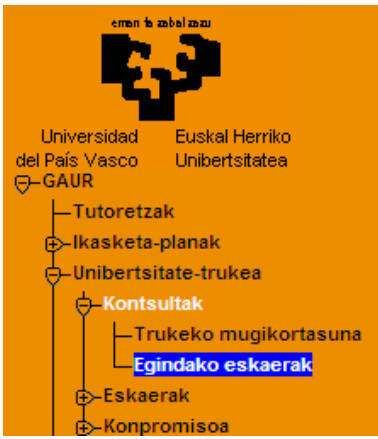 eman ta zabal zazu
Universidad Euskal Herriko
del País Vasco Unibertsitatea
GAUR
Tutoretzak
Ikasketa-planak
Unibertsitate-trukea
Kontsultak
Trukeko mugikortasuna
Egindako eskaerak
Eskaerak
Konpromisoa